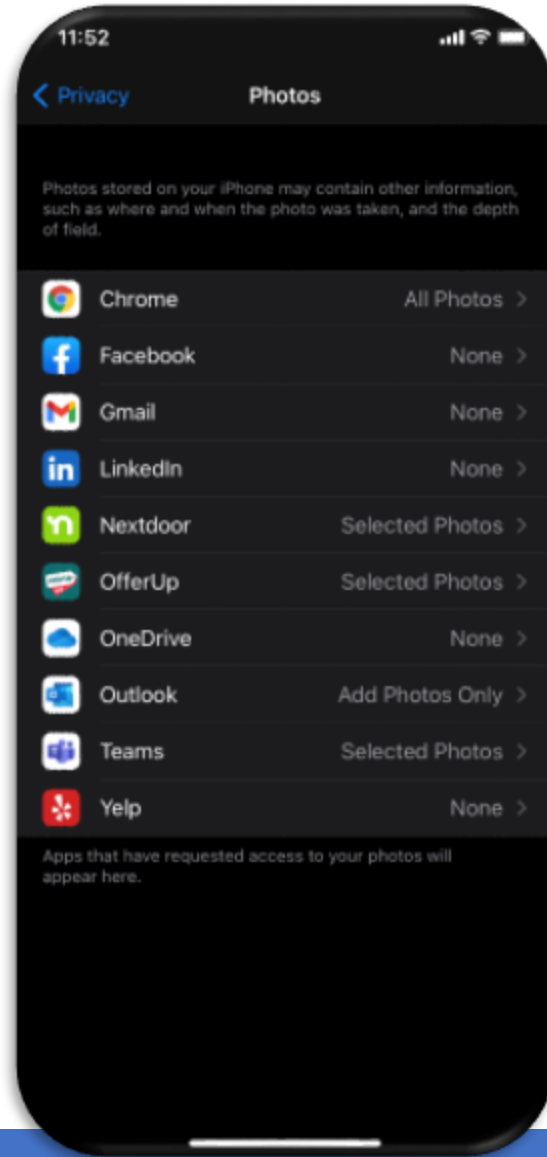 11:52
Privacy Photos
Photos stored on your iPhone may contain other information,
such as where and when the photo was taken, and the depth
of field.
Chrome All Photos
Facebook None
Gmail None
LinkedIn None
Nextdoor Selected Photos
OfferUp Selected Photos
OneDrive None
Outlook Add Photos Only
Teams Selected Photos
Yelp None
Apps that have requested access to your photos will
appear here.